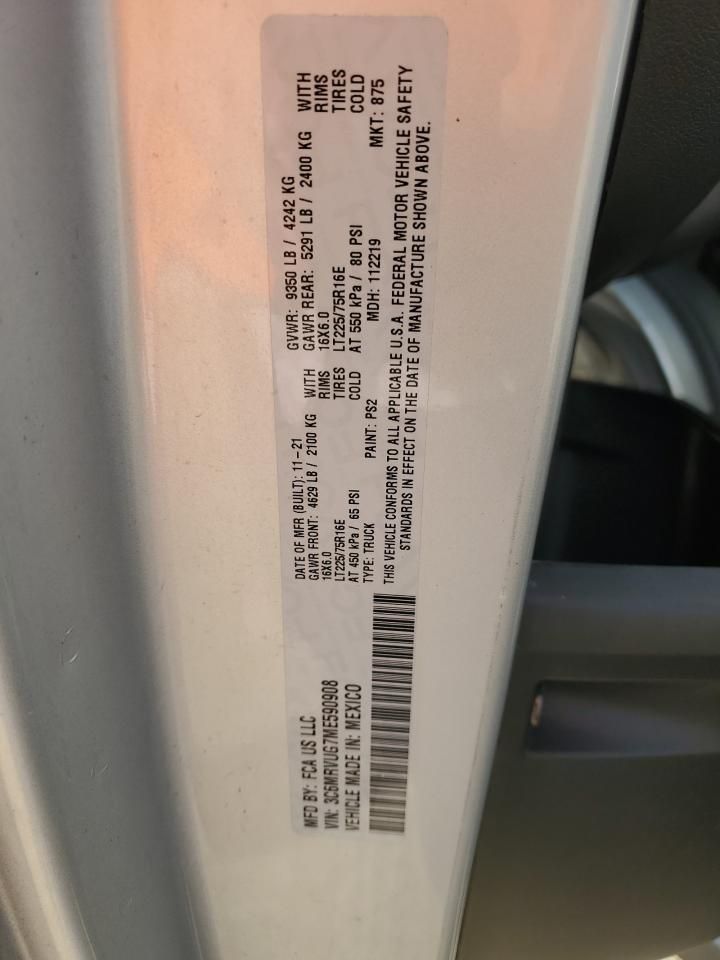 MFD BY: FCA US LLC
VIN: 3C6MRVUG7ME590908
VEHICLE MADE IN: MEXICO
DATE OF MFR (BUILT): 11-21
GAWR FRONT: 4629 LB / 2100 KG WITH
16X6.0 RIMS
LT225/75R16E TIRES
AT 450 kPa / 65 PSI COLD
GVWR: 9350 LB / 4242 KG
GAWR REAR: 5291 LB / 2400 KG WITH
16X6.0 RIMS
LT225/75R16E TIRES
AT 550 kPa / 80 PSI COLD
TYPE: TRUCK PAINT: PS2 MDH: 112219 MKT: 875
THIS VEHICLE CONFORMS TO ALL APPLICABLE U.S.A. FEDERAL MOTOR VEHICLE SAFETY
STANDARDS IN EFFECT ON THE DATE OF MANUFACTURE SHOWN ABOVE.